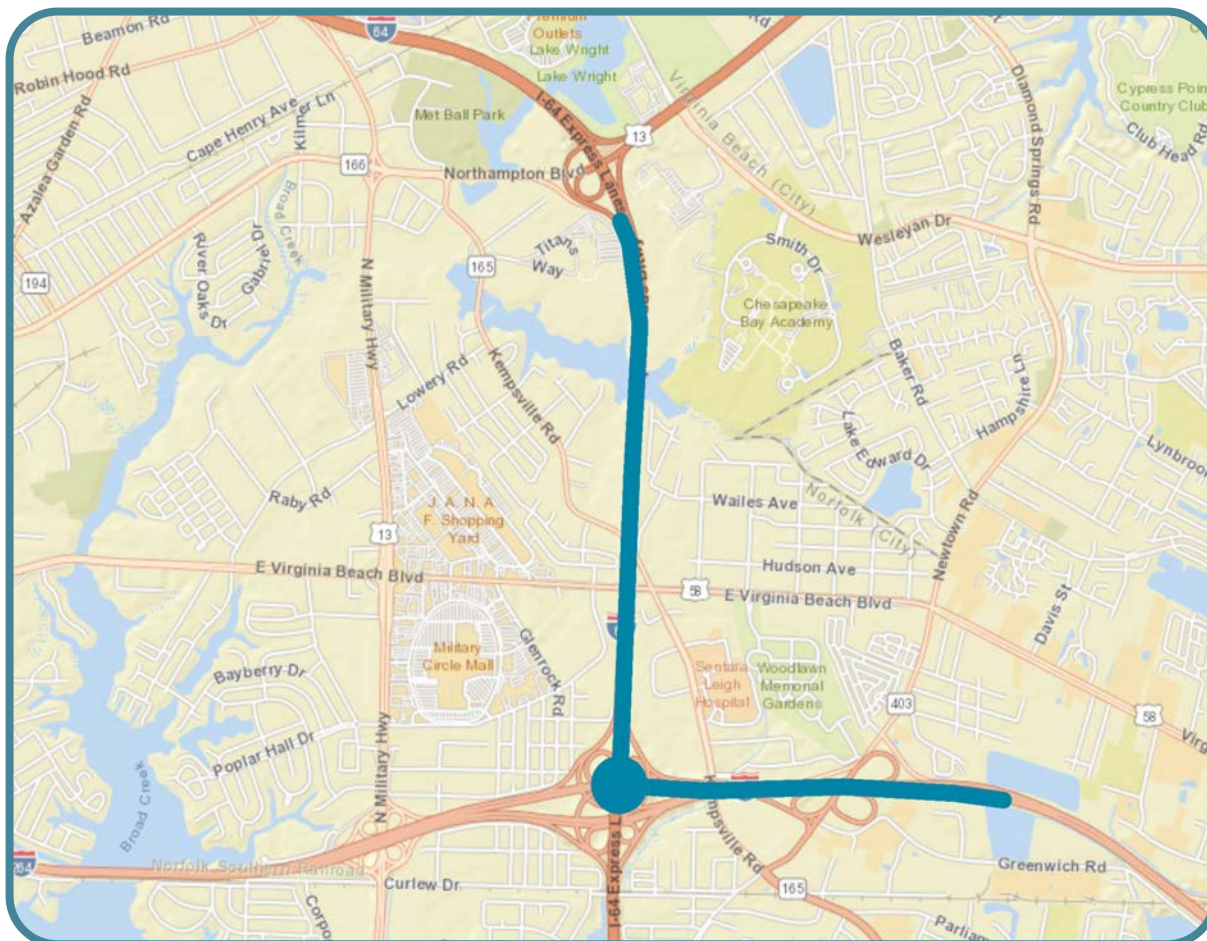 Beamon Rd
64
Premium
Outlets
Lake Wright
Rd
Robin Hood Rd
Lake Wright
Cape Henry Ave
Kilmer Ln
Azalea Garden Rd
Met Ball Park
I-64 Express Lanes
13
Virginia Beach (City)
Diamond Springs Rd
Cypress Point
Country Club
Club Head Rd
166
Northampton Blvd
Broad Creek
Gabriel Dr
River Oaks Dr
194
N Military Hwy
165
Titans
Way
Smith Dr
Wesleyan Dr
Chesapeake
Bay Academy
Kempsville Rd
Lowery Rd
Baker Rd
Hampshire Ln
Lake Edward Dr
Lynbrook
Raby Rd
J. A. N. A.
F. Shopping
Yard
Wailes Ave
Norfolk (City)
Newtown Rd
13
E Virginia Beach Blvd
Hudson Ave
58
E Virginia Beach Blvd
Davis St
Glenrock Rd
Military
Circle Mall
Bayberry Dr
Sentara
Leigh
Hospital
Woodlawn
Memorial
Gardens
403
58
Poplar Hall Dr
N Military Hwy
Broad Creek
Kempsville Rd
264
Norfolk Southern Railroad
Curlew Dr
I-64 Express L
165
Greenwich Rd